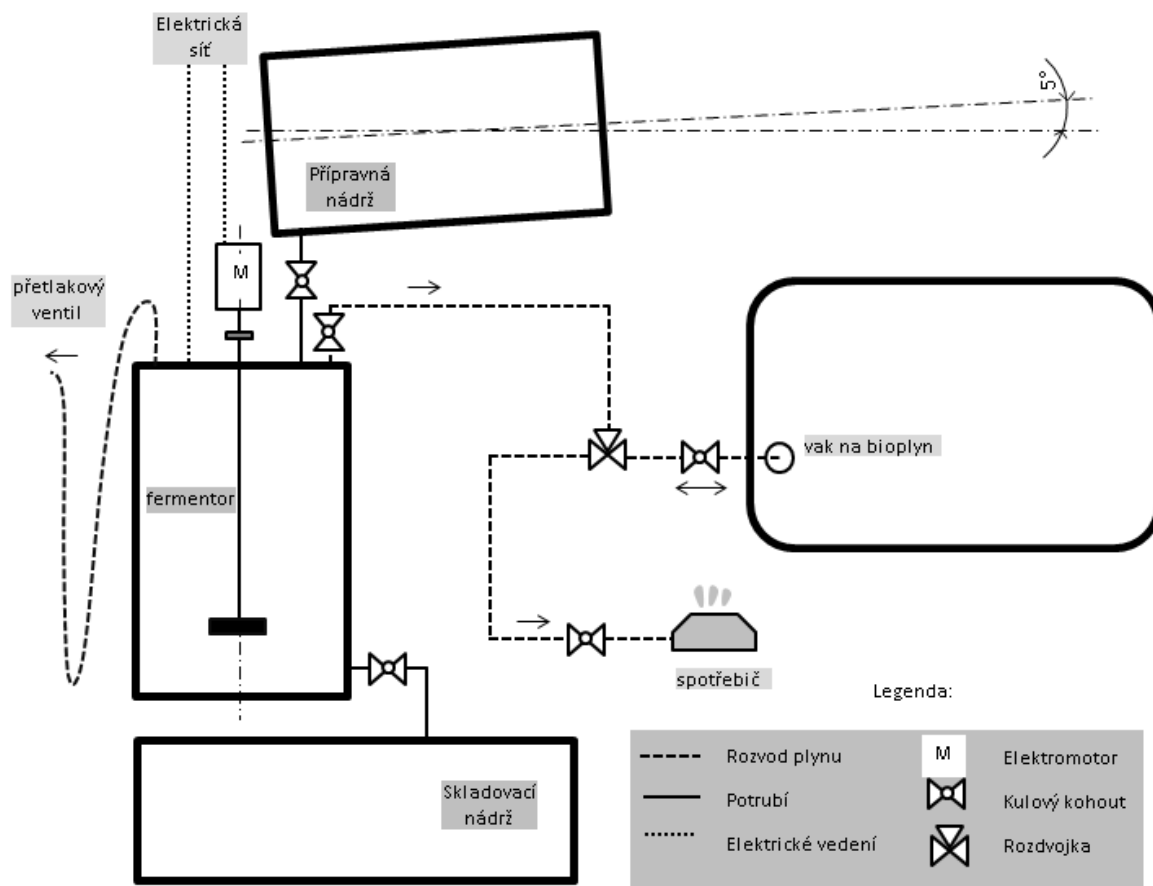 Elektrická
síť
5°
Přípravná
nádrž
M
přetlakový
ventil
vak na bioplyn
fermentor
spotřebič
Legenda:
Rozvod plynu
M
Elektromotor
Potrubí
Kulový kohout
Elektrické vedení
Rozdvojka
Skladovací
nádrž